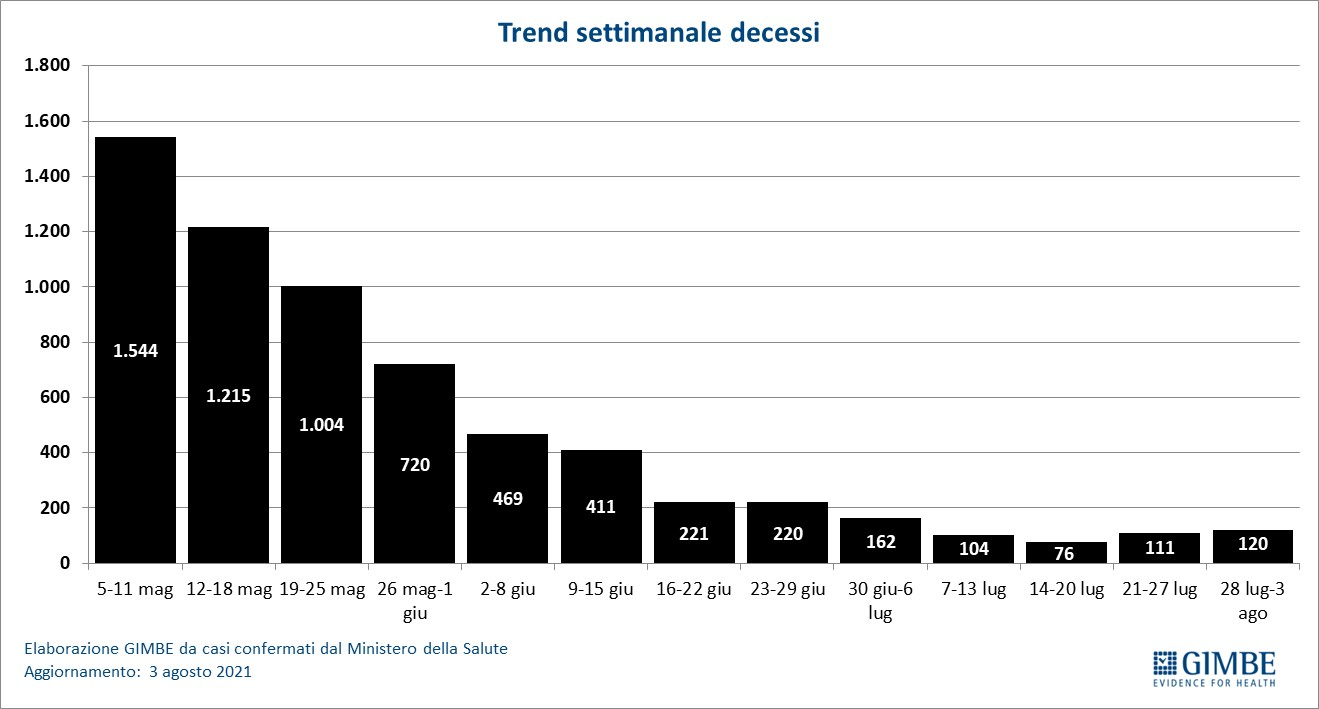 Trend settimanale decessi
1.800
1.600
1.400
1.200
1.000
800
600
400
200
0
1.544
1.215
1.004
720
469
411
221
220
162
104
76
111
120
5-11 mag
12-18 mag
19-25 mag
26 mag-1
giu
2-8 giu
9-15 giu
16-22 giu
23-29 giu
30 giu-6
lug
7-13 lug
14-20 lug
21-27 lug
28 lug-3
ago
Elaborazione GIMBE da casi confermati dal Ministero della Salute
Aggiornamento: 3 agosto 2021
GIMBE
EVIDENCE FOR HEALTH